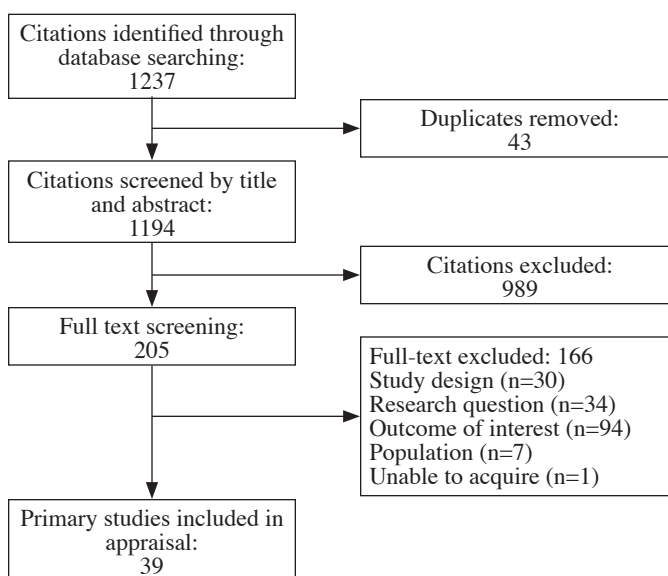 Citations identified through
database searching:
1237
Duplicates removed:
43
Citations screened by title
and abstract:
1194
Citations excluded:
989
Full text screening:
205
Full-text excluded: 166
Study design (n=30)
Research question (n=34)
Outcome of interest (n=94)
Population (n=7)
Unable to acquire (n=1)
Primary studies included in
appraisal:
39